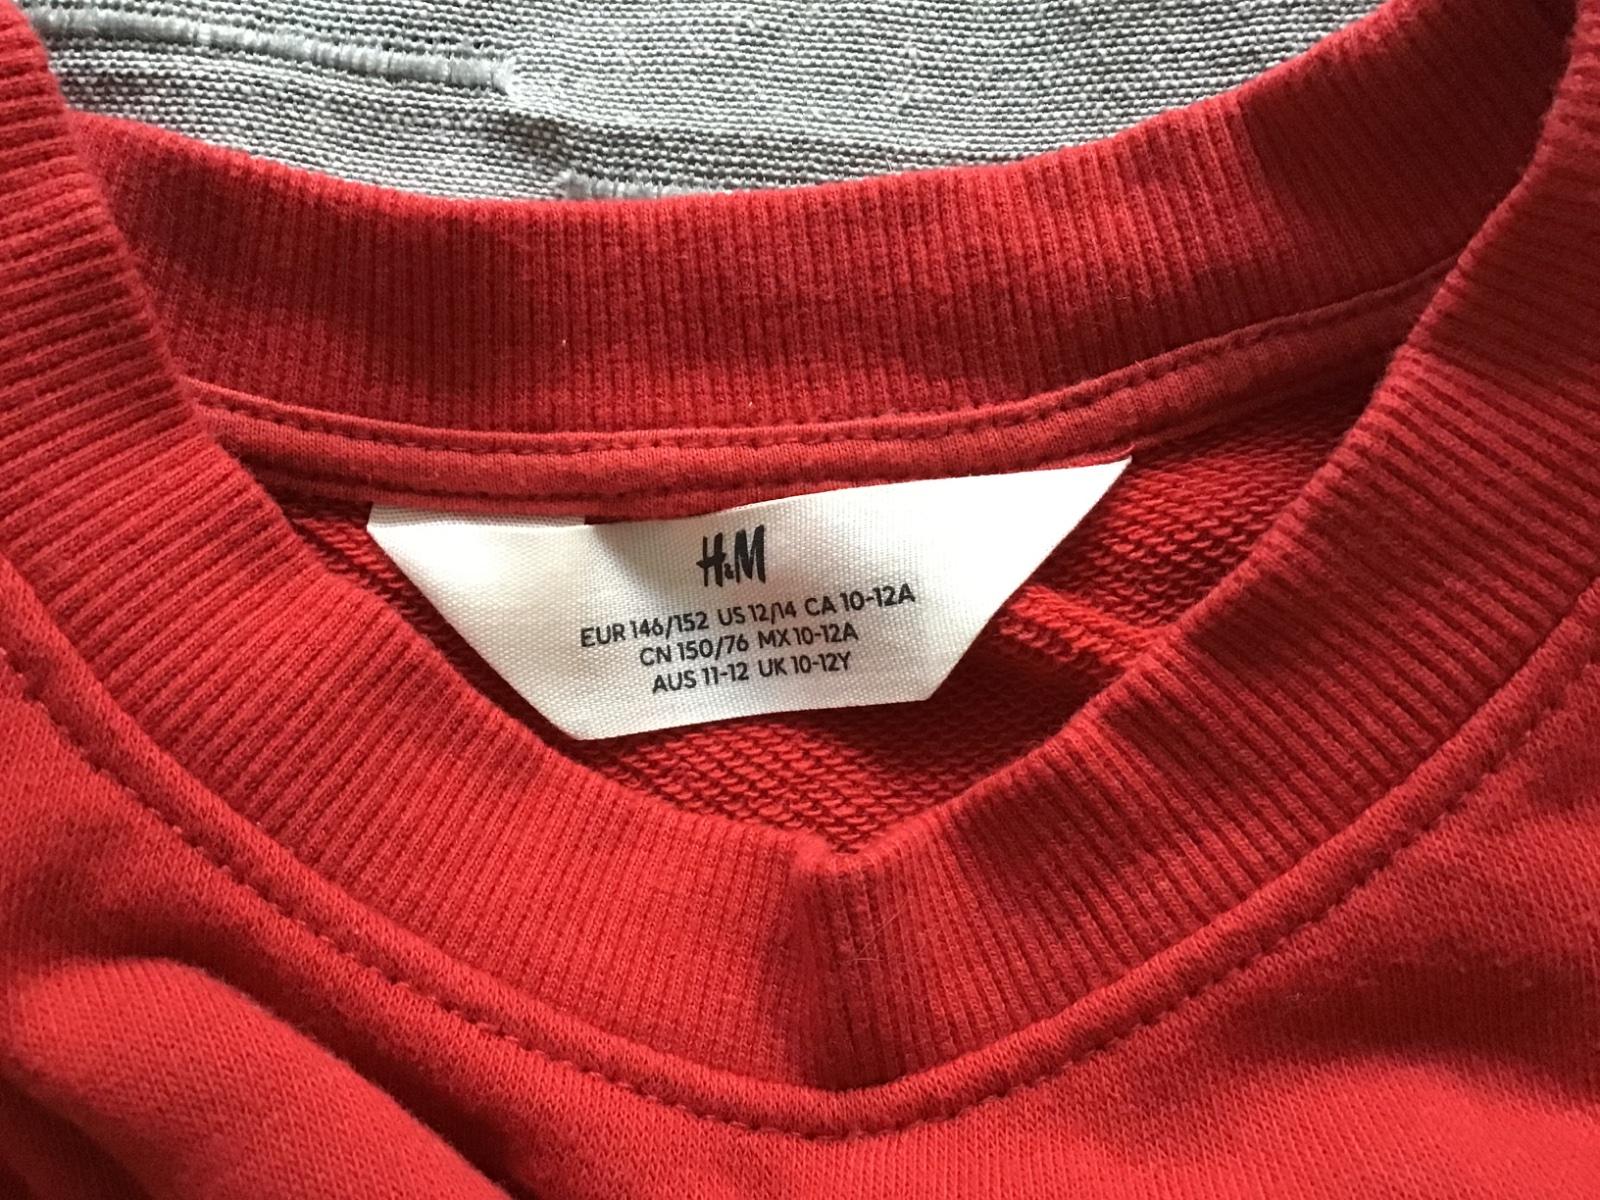 H&M
EUR 146/152 US 12/14 CA 10-12A
CN 150/76 MX 10-12A
AUS 11-12 UK 10-12Y